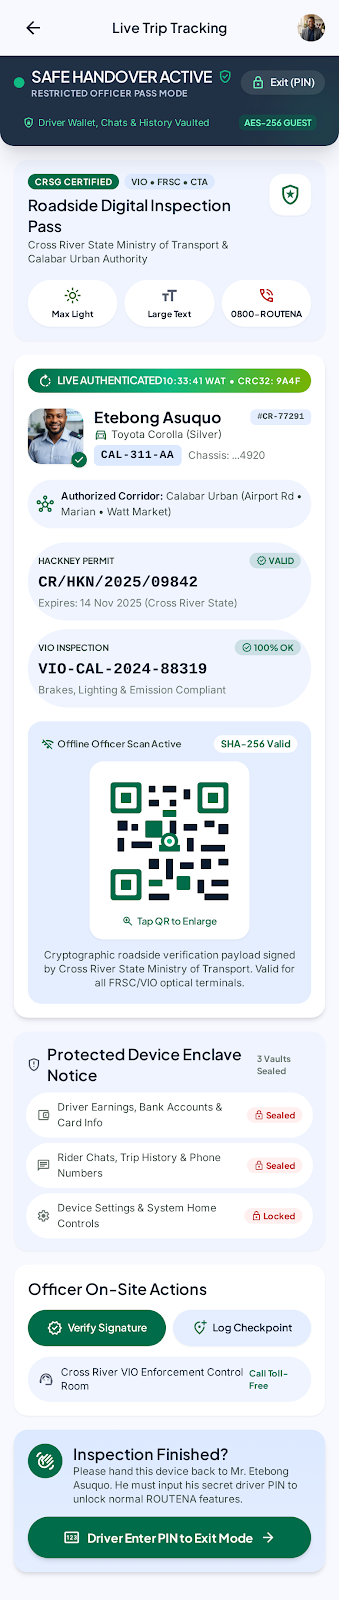 Live Trip Tracking
SAFE HANDOVER ACTIVE
RESTRICTED OFFICER PASS MODE
Exit (PIN)
Driver Wallet, Chats & History Vaulted
AES-256 GUEST
CRSG CERTIFIED
VIO • FRSC • CTA
Roadside Digital Inspection
Pass
Cross River State Ministry of Transport &
Calabar Urban Authority
Max Light
Large Text
0800-ROUTENA
LIVE AUTHENTICATED
10:33:41 WAT • CRC32: 9A4F
Etebong Asuquo
#CR-77291
Toyota Corolla (Silver)
CAL-311-AA
Chassis: ...4920
Authorized Corridor: Calabar Urban (Airport Rd •
Marian • Watt Market)
HACKNEY PERMIT
VALID
CR/HKN/2025/09842
Expires: 14 Nov 2025 (Cross River State)
VIO INSPECTION
100% OK
VIO-CAL-2024-88319
Brakes, Lighting & Emission Compliant
Offline Officer Scan Active
SHA-256 Valid
Tap QR to Enlarge
Cryptographic roadside verification payload signed
by Cross River State Ministry of Transport. Valid for
all FRSC/VIO optical terminals.
Protected Device Enclave
Notice
3 Vaults
Sealed
Driver Earnings, Bank Accounts &
Card Info
Sealed
Rider Chats, Trip History & Phone
Numbers
Sealed
Device Settings & System Home
Controls
Locked
Officer On-Site Actions
Verify Signature
Log Checkpoint
Cross River VIO Enforcement Control
Room
Call Toll-
Free
Inspection Finished?
Please hand this device back to Mr. Etebong
Asuquo. He must input his secret driver PIN to
unlock normal ROUTENA features.
123
Driver Enter PIN to Exit Mode